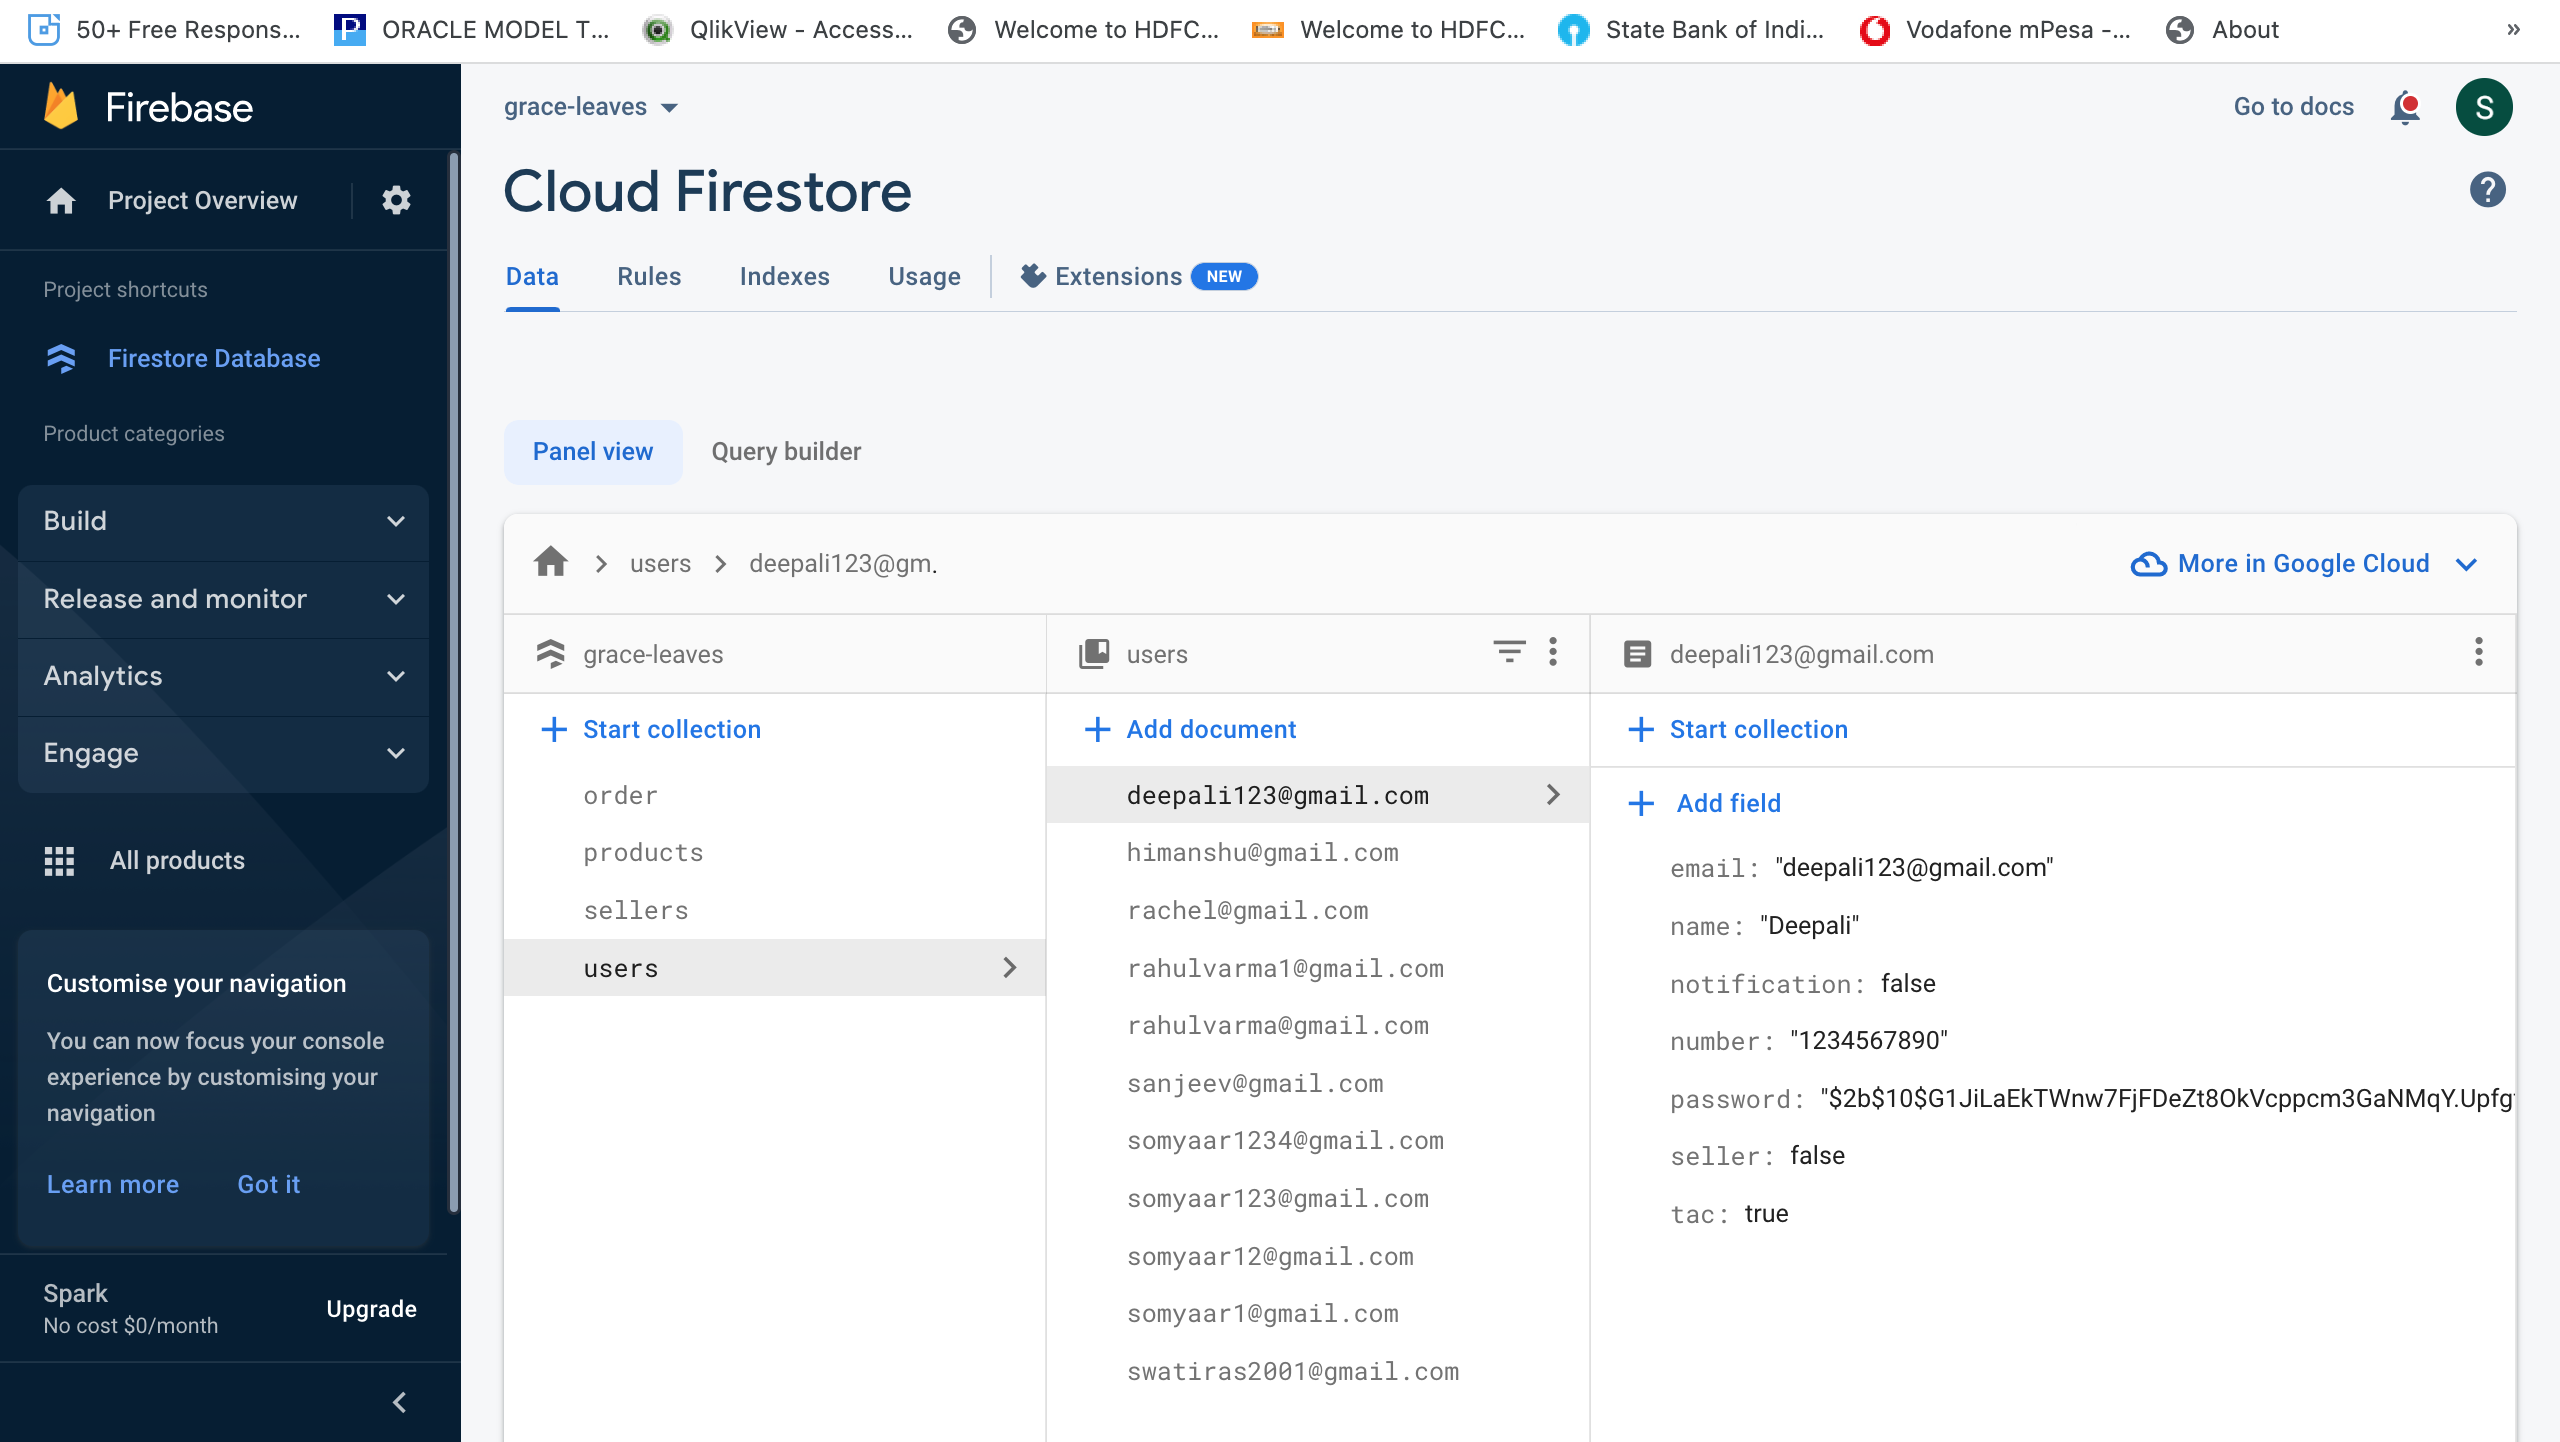 50+ Free Respons...
ORACLE MODEL T...
QlikView - Access...
Welcome to HDFC...
Welcome to HDFC...
State Bank of Indi...
Vodafone mPesa -...
About
»
Firebase
Project Overview
Project shortcuts
Firestore Database
Product categories
Build
Release and monitor
Analytics
Engage
All products
Customise your navigation
You can now focus your console
experience by customising your
navigation
Learn more
Got it
Spark
No cost $0/month
Upgrade
grace-leaves
Go to docs
S
Cloud Firestore
Data
Rules
Indexes
Usage
Extensions
NEW
Panel view
Query builder
users
deepali123@gm.
More in Google Cloud
grace-leaves
Start collection
order
products
sellers
users
users
Add document
deepali123@gmail.com
himanshu@gmail.com
rachel@gmail.com
rahulvarma1@gmail.com
rahulvarma@gmail.com
sanjeev@gmail.com
somyaar1234@gmail.com
somyaar123@gmail.com
somyaar12@gmail.com
somyaar1@gmail.com
swatiras2001@gmail.com
deepali123@gmail.com
Start collection
Add field
email: "deepali123@gmail.com"
name: "Deepali"
notification: false
number: "1234567890"
password: "$2b$10$G1JiLaEkTWnw7FjFDeZt8OkVcppcm3GaNMqY.Upfg
seller: false
tac: true